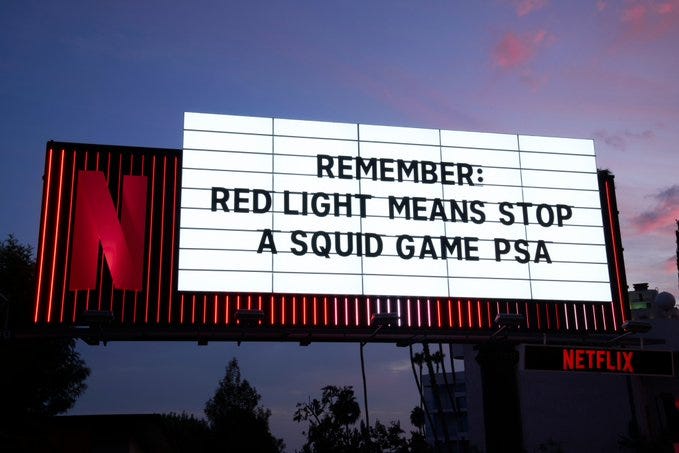 N
REMEMBER:
RED LIGHT MEANS STOP
A SQUID GAME PSA
NETFLIX